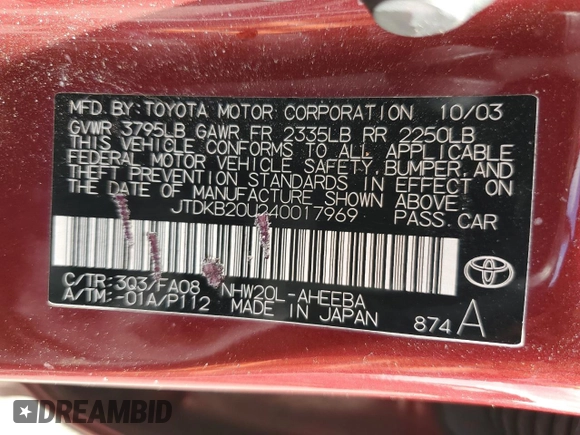 MFD. BY: TOYOTA MOTOR CORPORATION 10/03
GVWR 3795LB GAWR FR 2335LB RR 2250LB
THIS VEHICLE CONFORMS TO ALL APPLICABLE
FEDERAL MOTOR VEHICLE SAFETY, BUMPER, AND
THEFT PREVENTION STANDARDS IN EFFECT ON
THE DATE OF MANUFACTURE SHOWN ABOVE.
JTDKB20U240017969 PASS. CAR
C/TR: 3Q3/FA08 NHW20L-AHEEBA
A/TM: -01A/P112 MADE IN JAPAN
874 A
TOYOTA
DREAMBID